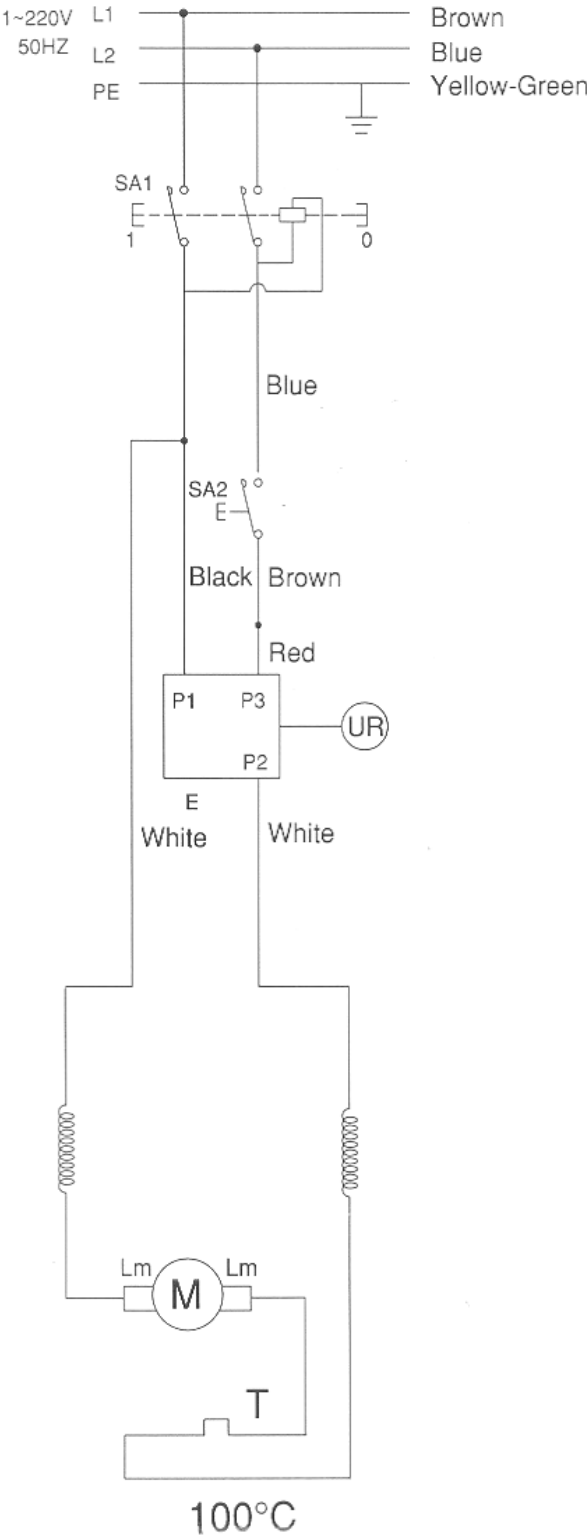 1~220V L1 Brown
50HZ L2 Blue
PE Yellow-Green
SA1
1 0
Blue
SA2
Black Brown
Red
P1 P3
UR
P2
E
White White
Lm Lm
M
T
100°C